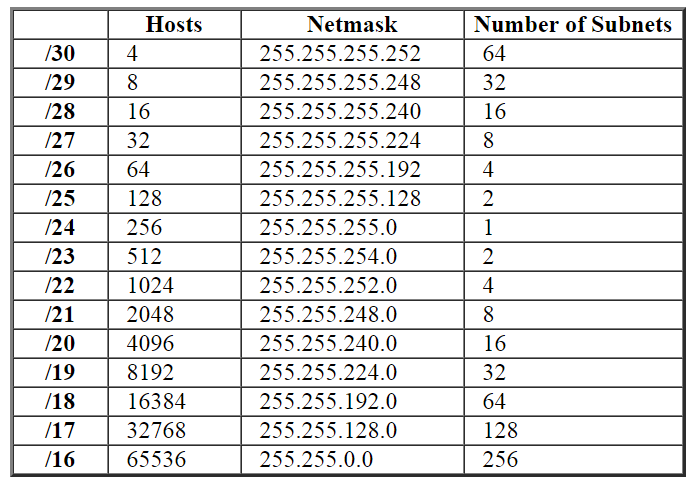 Hosts Netmask Number of Subnets
/30 4 255.255.255.252 64
/29 8 255.255.255.248 32
/28 16 255.255.255.240 16
/27 32 255.255.255.224 8
/26 64 255.255.255.192 4
/25 128 255.255.255.128 2
/24 256 255.255.255.0 1
/23 512 255.255.254.0 2
/22 1024 255.255.252.0 4
/21 2048 255.255.248.0 8
/20 4096 255.255.240.0 16
/19 8192 255.255.224.0 32
/18 16384 255.255.192.0 64
/17 32768 255.255.128.0 128
/16 65536 255.255.0.0 256